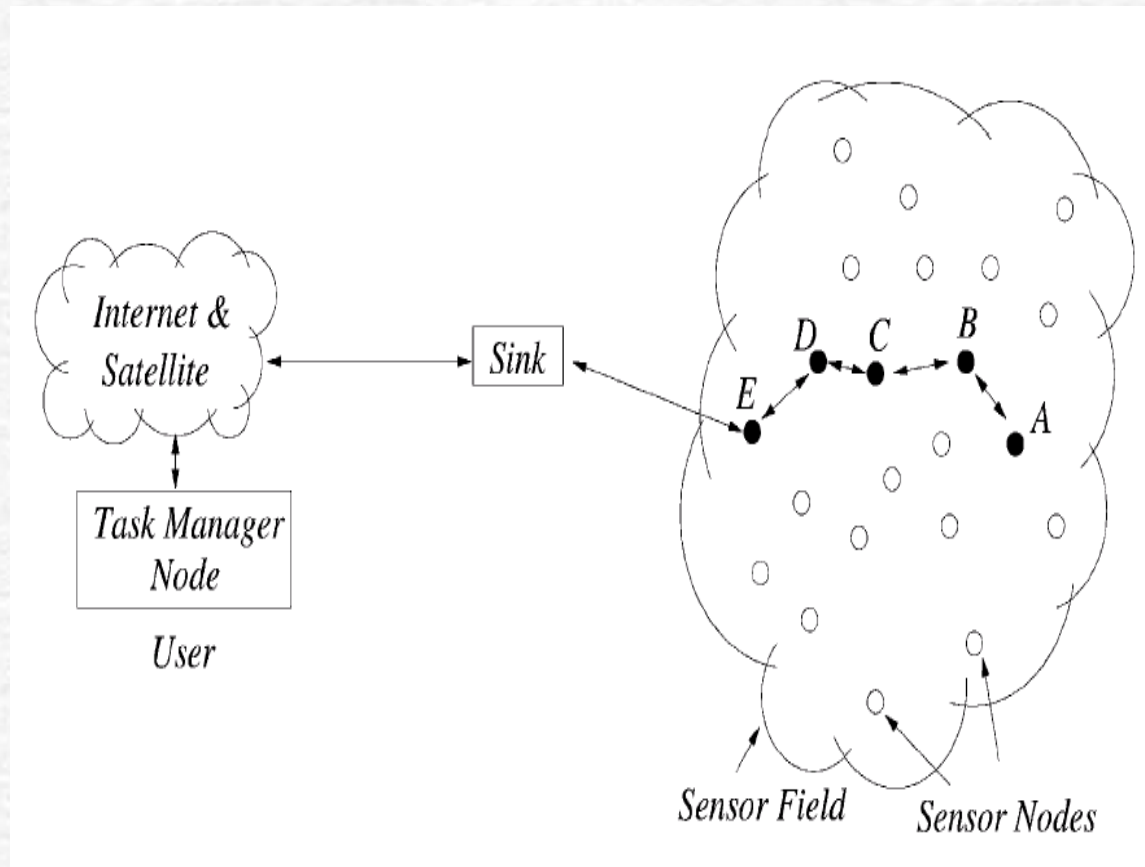 Internet &
Satellite
Task Manager
Node
User
Sink
E
D
C
B
A
Sensor Field
Sensor Nodes